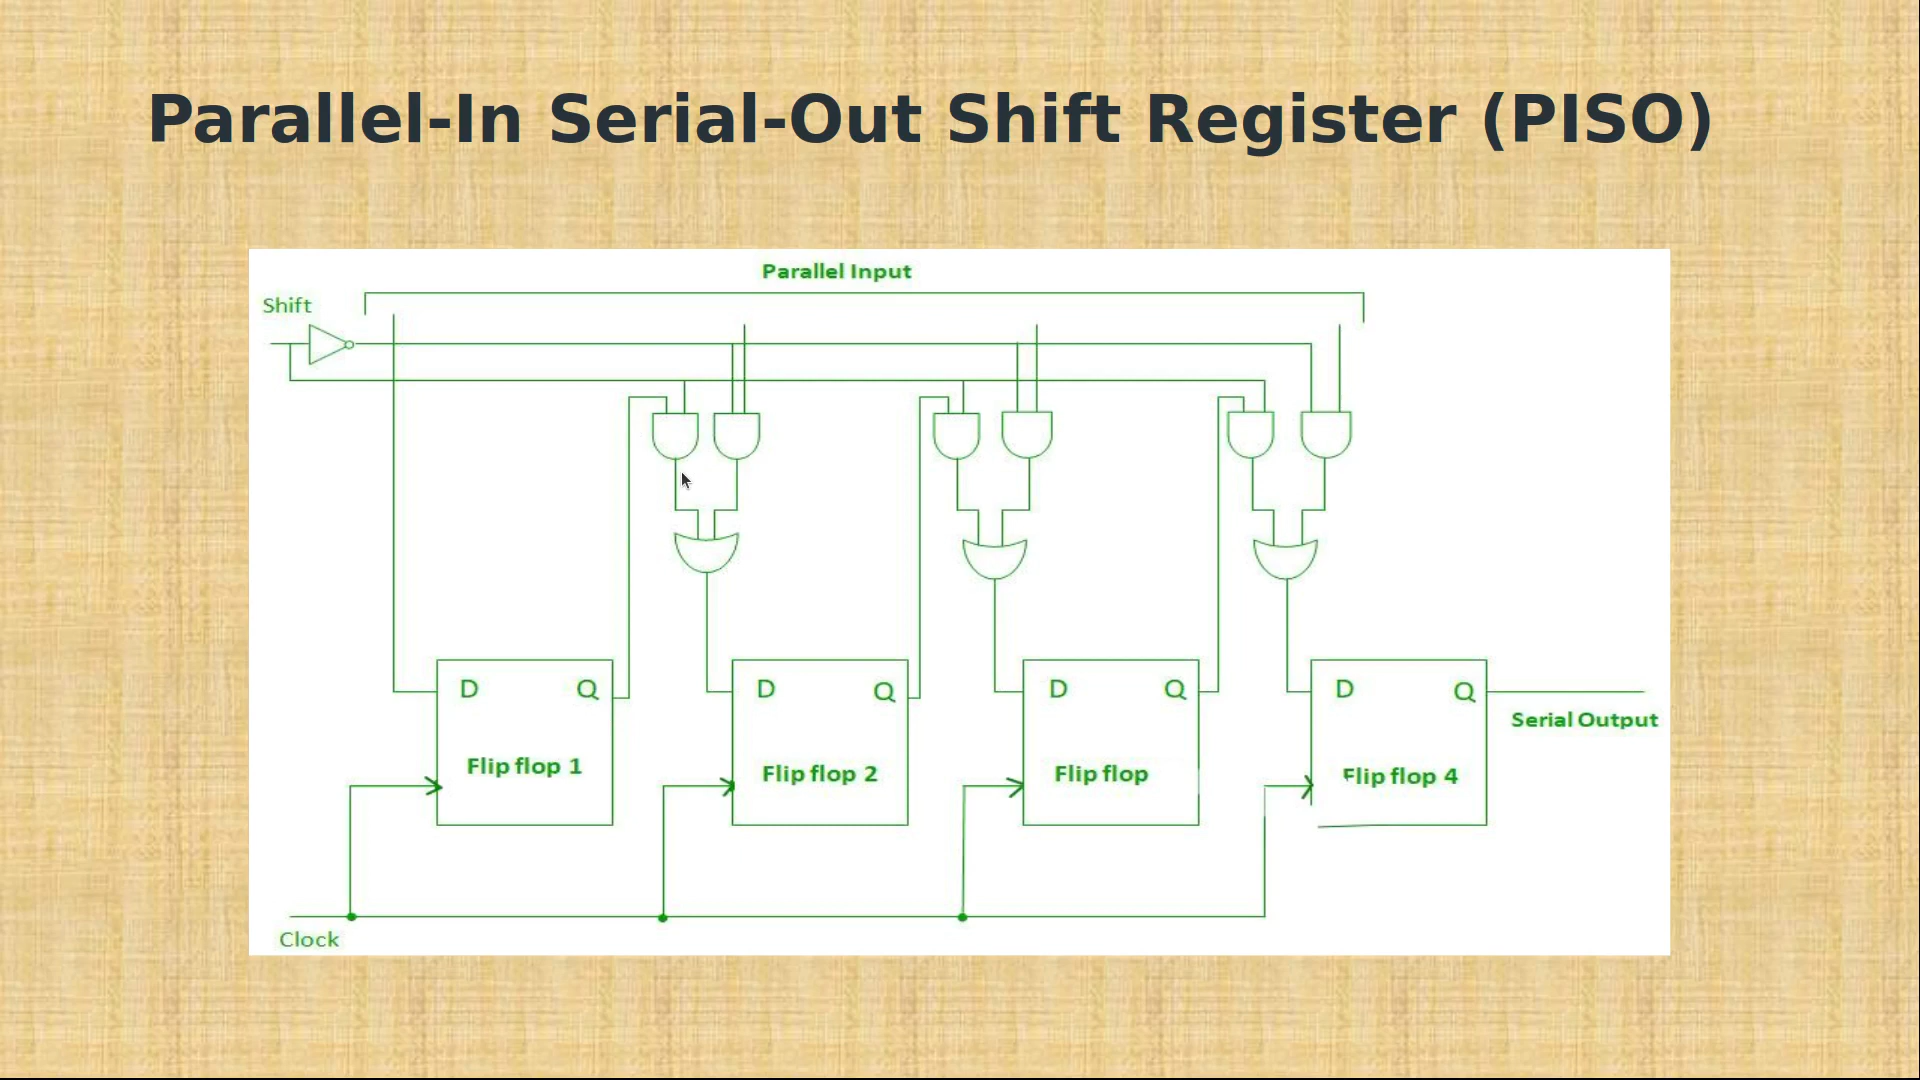 Parallel-In Serial-Out Shift Register (PISO)
Parallel Input
Shift
D Q
D Q
D Q
D Q
Serial Output
Flip flop 1
Flip flop 2
Flip flop
Flip flop 4
Clock